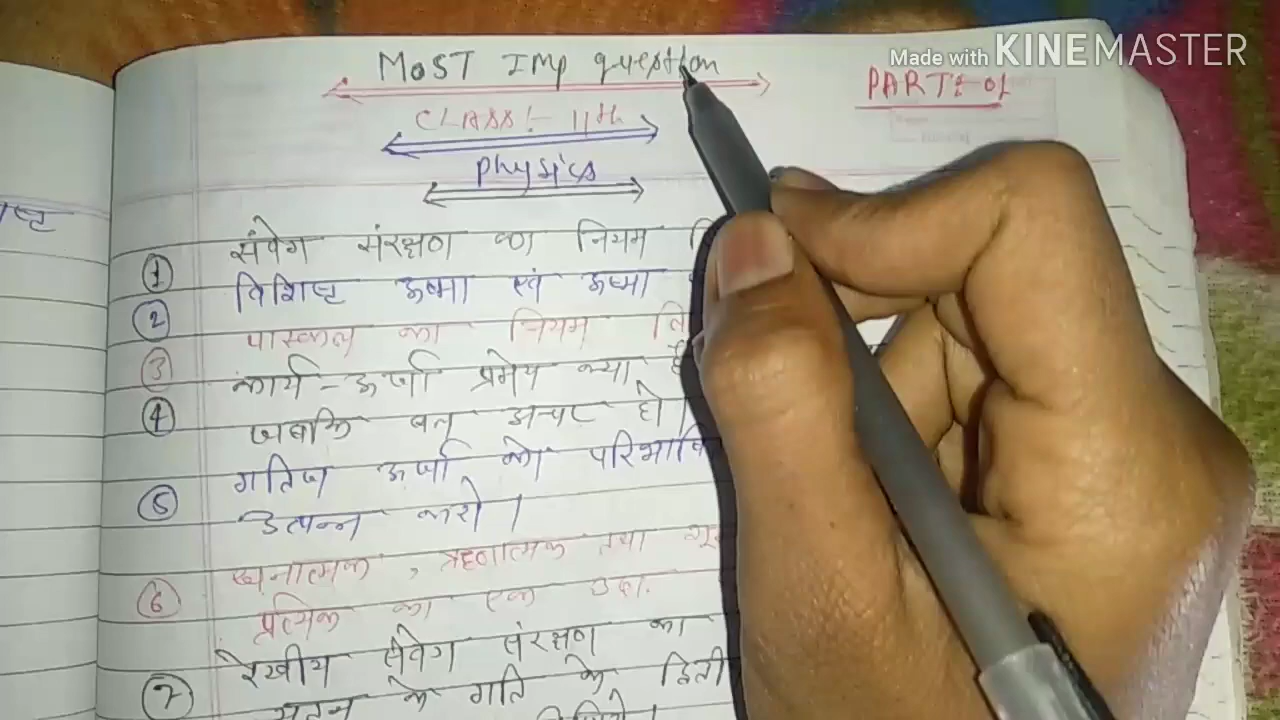 Made with KINEMASTER
MOST Imp question
PART:-01
CLASS:- 11th
Physics
ष्ट
① संवेग संरक्षण का नियम
② विशिष्ट ऊष्मा एवं ऊष्मा
③ पास्कल का नियम
④ कार्य-ऊर्जा प्रमेय क्या है
जबकि बल अचर हो।
⑤ गतिज ऊर्जा को
उत्पन्न करो।
⑥ धनात्मक, ऋणात्मक तथा
प्रत्येक का एक उदा.
⑦ रेखीय संवेग संरक्षण का
के गति के